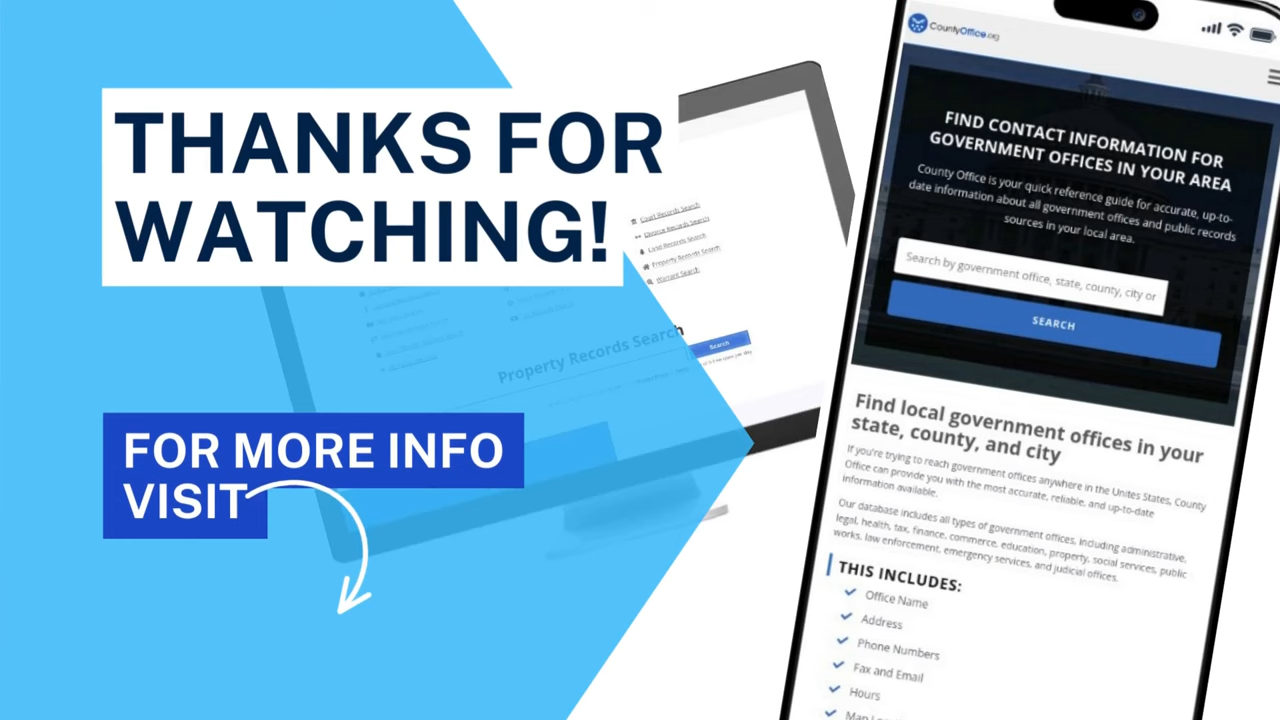 THANKS FOR
WATCHING!
FOR MORE INFO
VISIT
Court Records Search
Divorce Records Search
Land Records Search
Property Records Search
Warrant Search
Property Records Search
Search
CountyOffice.org
FIND CONTACT INFORMATION FOR
GOVERNMENT OFFICES IN YOUR AREA
County Office is your quick reference guide for accurate, up-to-
date information about all government offices and public records
sources in your local area.
Search by government office, state, county, city or
SEARCH
Find local government offices in your
state, county, and city
If you're trying to reach government offices anywhere in the Unites States, County
Office can provide you with the most accurate, reliable, and up-to-date
information available.
Our database includes all types of government offices, including administrative,
legal, health, tax, finance, commerce, education, property, social services, public
works, law enforcement, emergency services, and judicial offices.
THIS INCLUDES:
Office Name
Address
Phone Numbers
Fax and Email
Hours
Map